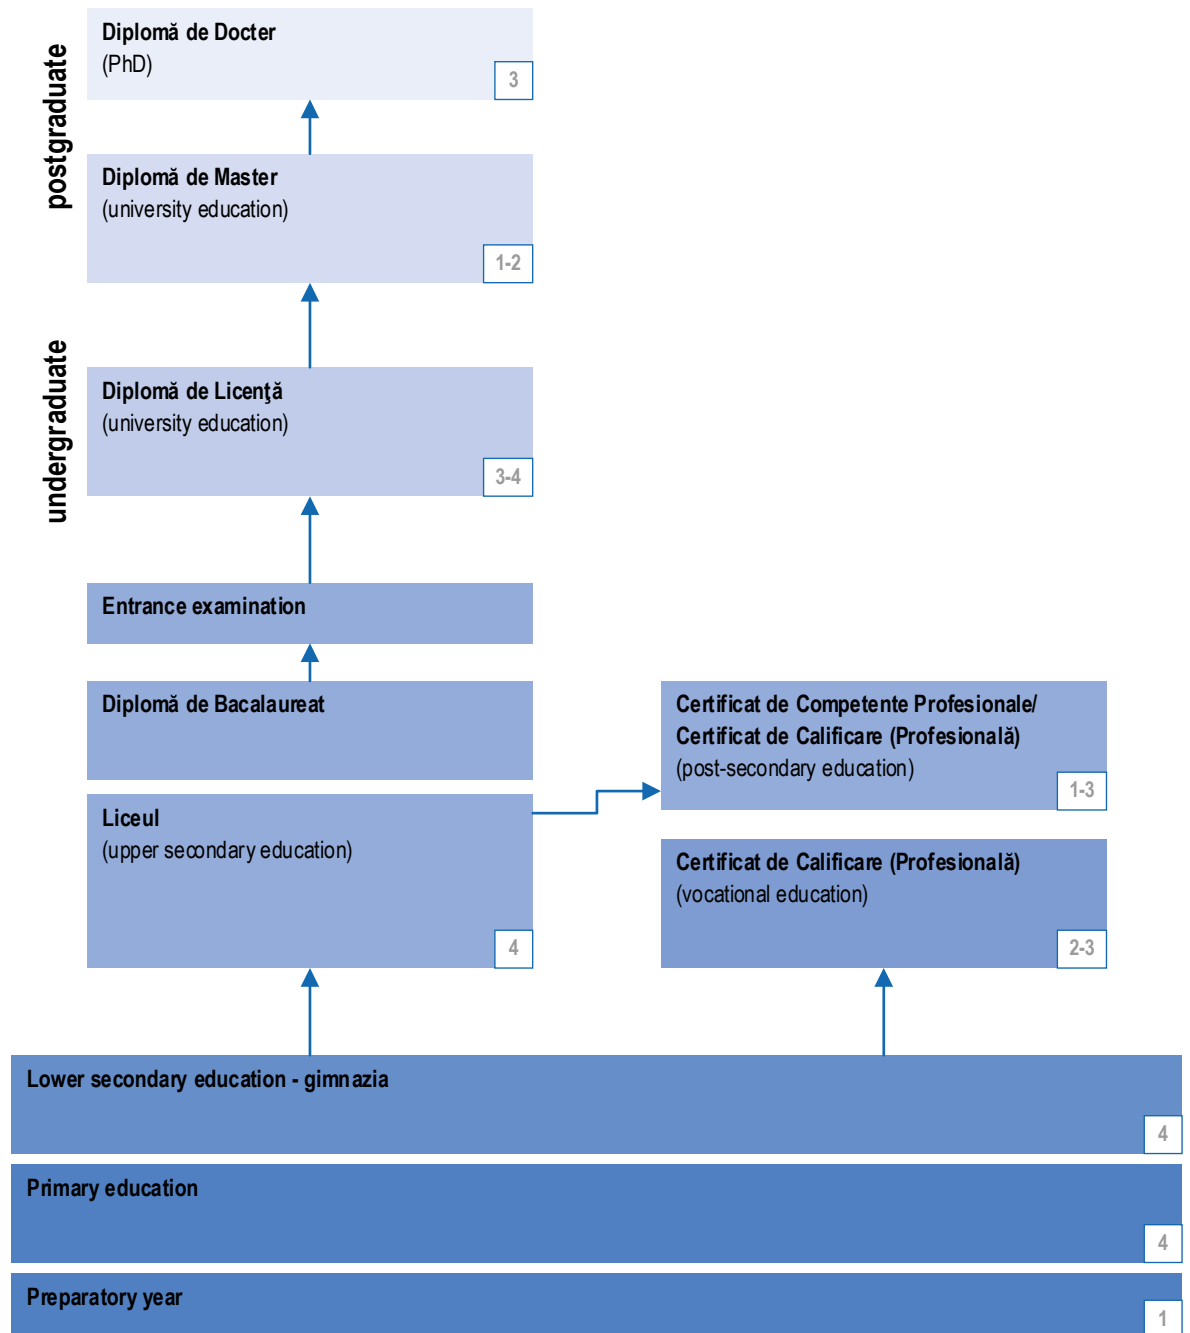 postgraduate
Diplomă de Docter
(PhD)
3
Diplomă de Master
(university education)
1-2
undergraduate
Diplomă de Licenţă
(university education)
3-4
Entrance examination
Diplomă de Bacalaureat
Certificat de Competente Profesionale/
Certificat de Calificare (Profesională)
(post-secondary education)
1-3
Liceul
(upper secondary education)
4
Certificat de Calificare (Profesională)
(vocational education)
2-3
Lower secondary education - gimnazia
4
Primary education
4
Preparatory year
1